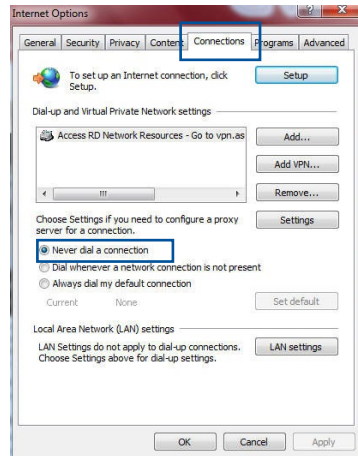 Internet Options
General Security Privacy Content Connections Programs Advanced
To set up an Internet connection, click
Setup.
Setup
Dial-up and Virtual Private Network settings
Access RD Network Resources - Go to vpn.as
Add...
Add VPN...
Remove...
Choose Settings if you need to configure a proxy
server for a connection.
Settings
Never dial a connection
Dial whenever a network connection is not present
Always dial my default connection
Current None
Set default
Local Area Network (LAN) settings
LAN Settings do not apply to dial-up connections.
Choose Settings above for dial-up settings.
LAN settings
OK Cancel Apply